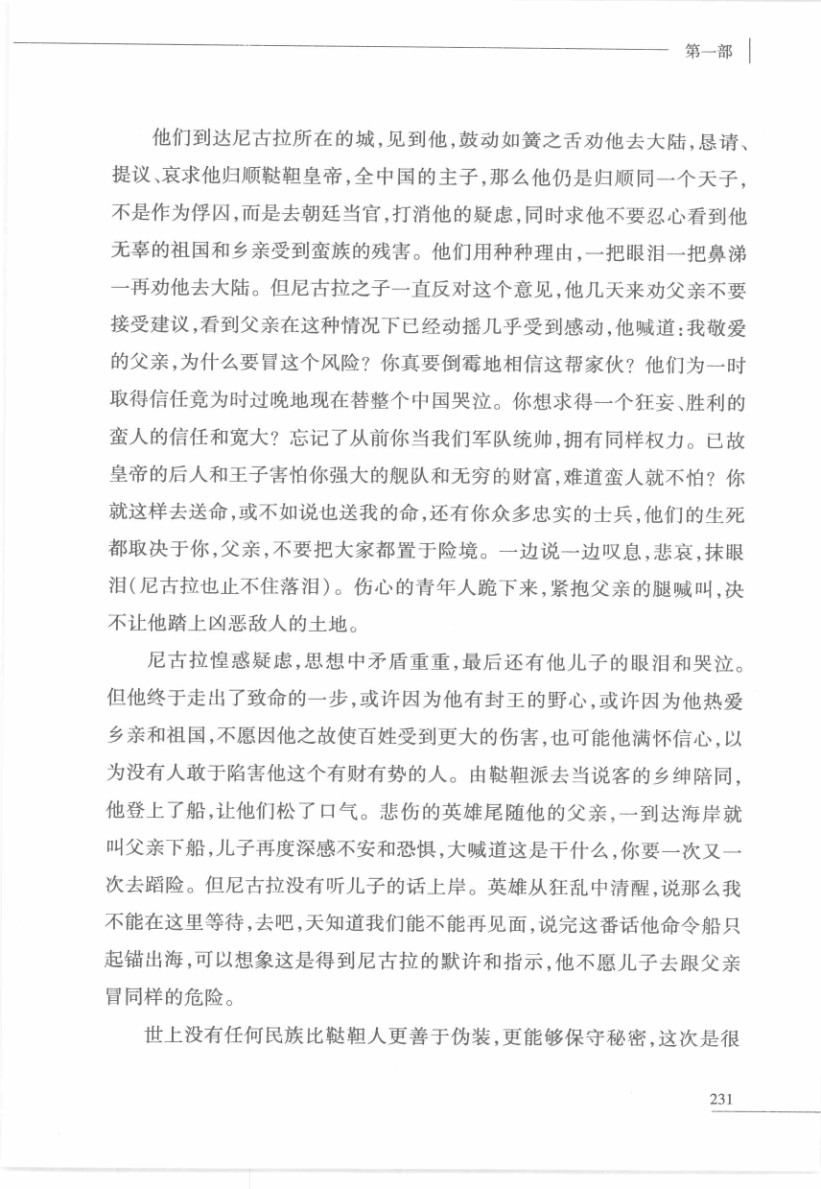 第一部
他们到达尼古拉所在的城,见到他,鼓动如簧之舌劝他去大陆,恳请、
提议、哀求他归顺鞑靼皇帝,全中国的主子,那么他仍是归顺同一个天子,
不是作为俘囚,而是去朝廷当官,打消他的疑虑,同时求他不要忍心看到他
无辜的祖国和乡亲受到蛮族的残害。他们用种种理由,一把眼泪一把鼻涕
一再劝他去大陆。但尼古拉之子一直反对这个意见,他几天来劝父亲不要
接受建议,看到父亲在这种情况下已经动摇几乎受到感动,他喊道:我敬爱
的父亲,为什么要冒这个风险?你真要倒霉地相信这帮家伙?他们为一时
取得信任竟为时过晚地现在替整个中国哭泣。你想求得一个狂妄、胜利的
蛮人的信任和宽大?忘记了从前你当我们军队统帅,拥有同样权力。已故
皇帝的后人和王子害怕你强大的舰队和无穷的财富,难道蛮人就不怕?你
就这样去送命,或不如说也送我的命,还有你众多忠实的士兵,他们的生死
都取决于你,父亲,不要把大家都置于险境。一边说一边叹息,悲哀,抹眼
泪(尼古拉也止不住落泪)。伤心的青年人跪下来,紧抱父亲的腿喊叫,决
不让他踏上凶恶敌人的土地。
尼古拉惶惑疑虑,思想中矛盾重重,最后还有他儿子的眼泪和哭泣。
但他终于走出了致命的一步,或许因为他有封王的野心,或许因为他热爱
乡亲和祖国,不愿因他之故使百姓受到更大的伤害,也可能他满怀信心,以
为没有人敢于陷害他这个有财有势的人。由鞑靼派去当说客的乡绅陪同,
他登上了船,让他们松了口气。悲伤的英雄尾随他的父亲,一到达海岸就
叫父亲下船,儿子再度深感不安和恐惧,大喊道这是干什么,你要一次又一
次去蹈险。但尼古拉没有听儿子的话上岸。英雄从狂乱中清醒,说那么我
不能在这里等待,去吧,天知道我们能不能再见面,说完这番话他命令船只
起锚出海,可以想象这是得到尼古拉的默许和指示,他不愿儿子去跟父亲
冒同样的危险。
世上没有任何民族比鞑靼人更善于伪装,更能够保守秘密,这次是很
231